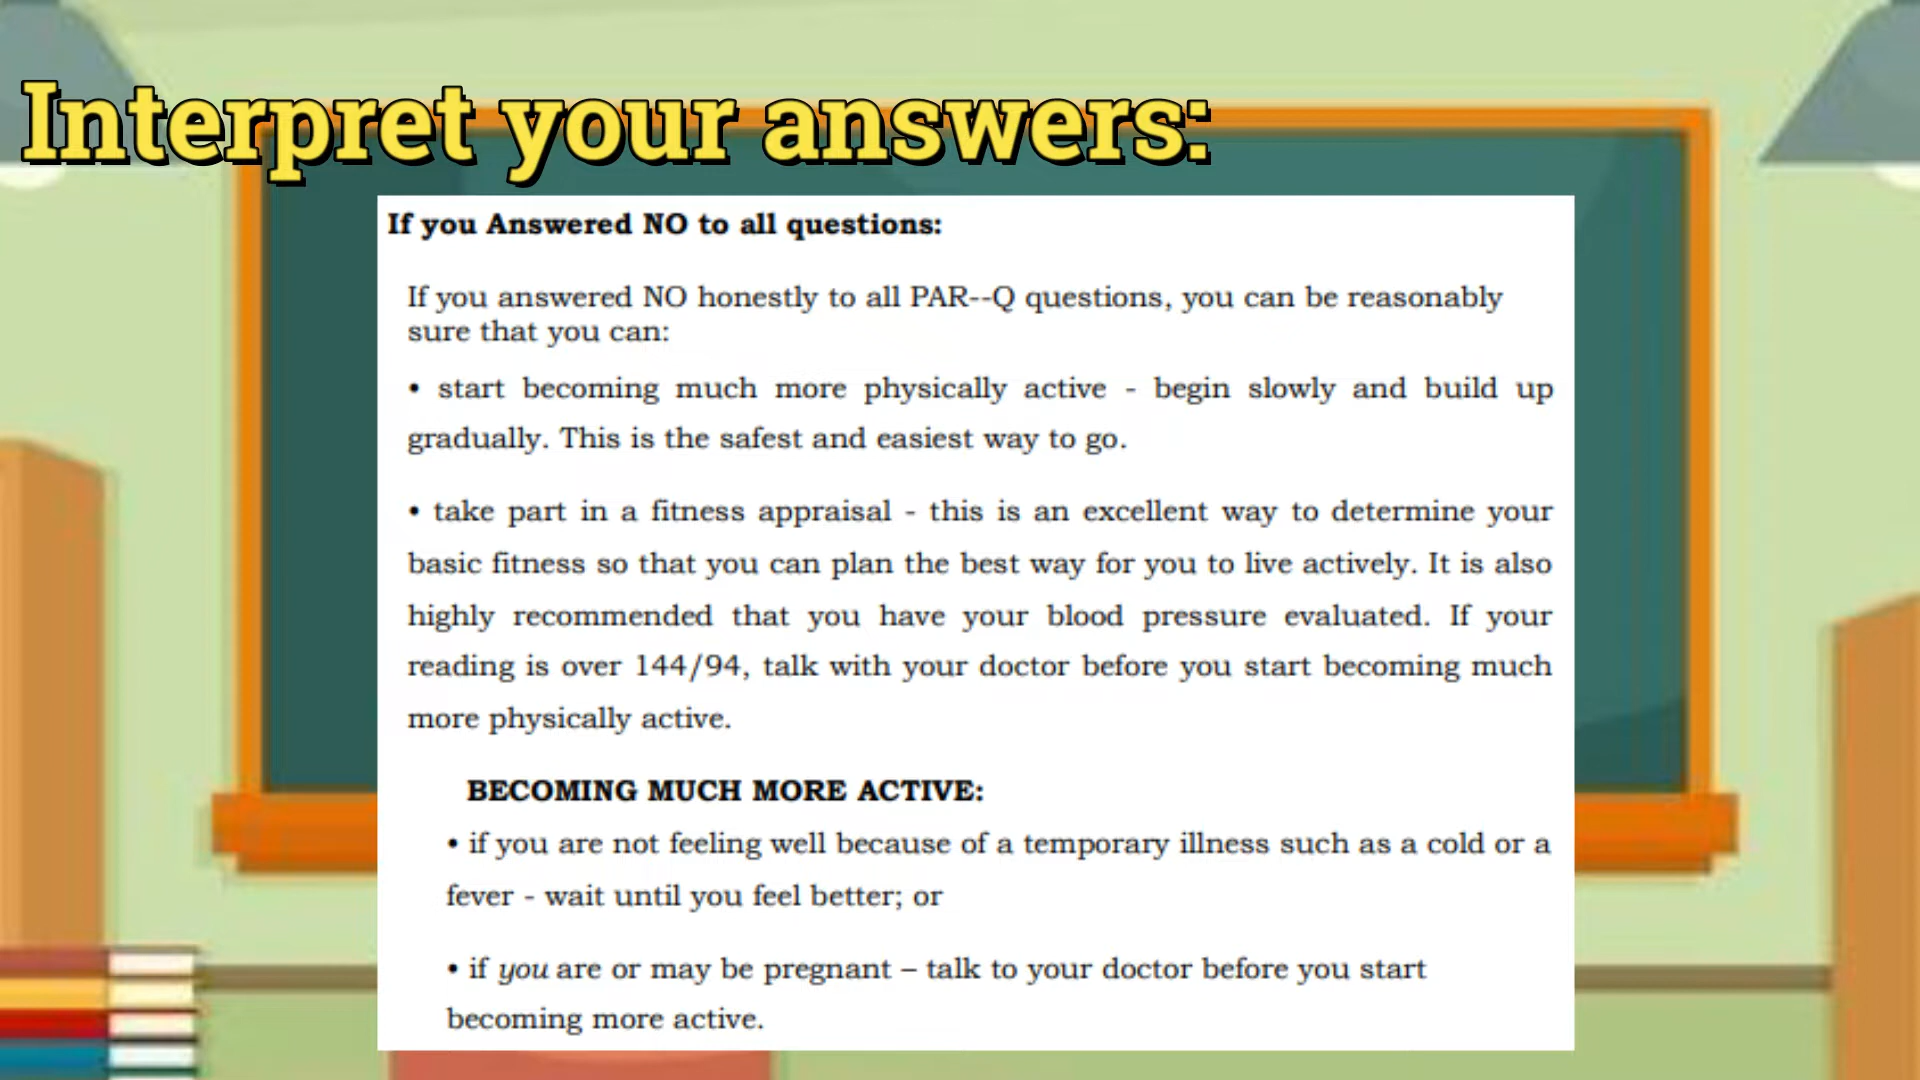 Interpret your answers:
If you Answered NO to all questions:
If you answered NO honestly to all PAR--Q questions, you can be reasonably
sure that you can:
• start becoming much more physically active - begin slowly and build up
gradually. This is the safest and easiest way to go.
• take part in a fitness appraisal - this is an excellent way to determine your
basic fitness so that you can plan the best way for you to live actively. It is also
highly recommended that you have your blood pressure evaluated. If your
reading is over 144/94, talk with your doctor before you start becoming much
more physically active.
BECOMING MUCH MORE ACTIVE:
• if you are not feeling well because of a temporary illness such as a cold or a
fever - wait until you feel better; or
• if you are or may be pregnant – talk to your doctor before you start
becoming more active.